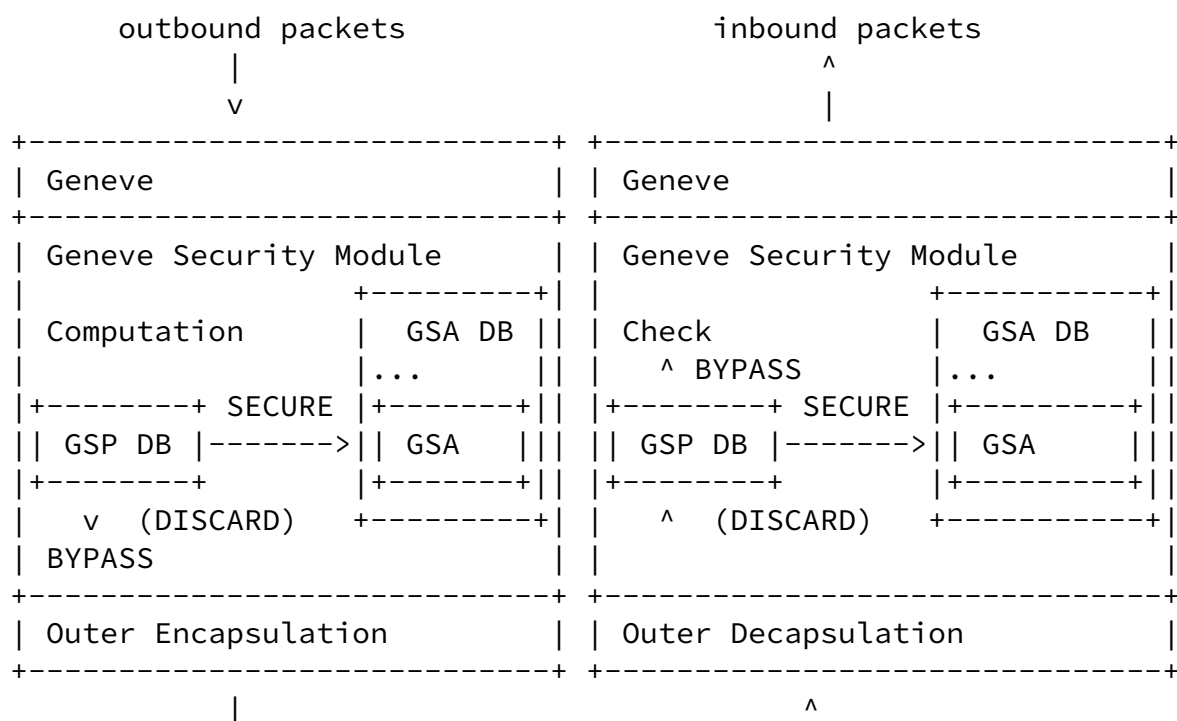 outbound packets                 inbound packets
            |                                ^
            v                                |
+-----------------------------+ +-------------------------------+
| Geneve                      | | Geneve                        |
+-----------------------------+ +-------------------------------+
| Geneve Security Module      | | Geneve Security Module        |
|                  +---------+| |                  +-----------+|
| Computation      |  GSA DB || | Check            |  GSA DB   ||
|                  |...      || |   ^ BYPASS       |...        ||
|+--------+ SECURE |+-------+|| |+--------+ SECURE |+---------+||
|| GSP DB |------->|| GSA   ||| || GSP DB |------->|| GSA     |||
|+--------+        |+-------+|| |+--------+        |+---------+||
|   v  (DISCARD)   +---------+| |   ^  (DISCARD)   +-----------+|
| BYPASS                      | |                               |
+-----------------------------+ +-------------------------------+
| Outer Encapsulation         | | Outer Decapsulation           |
+-----------------------------+ +-------------------------------+
            |                               ^